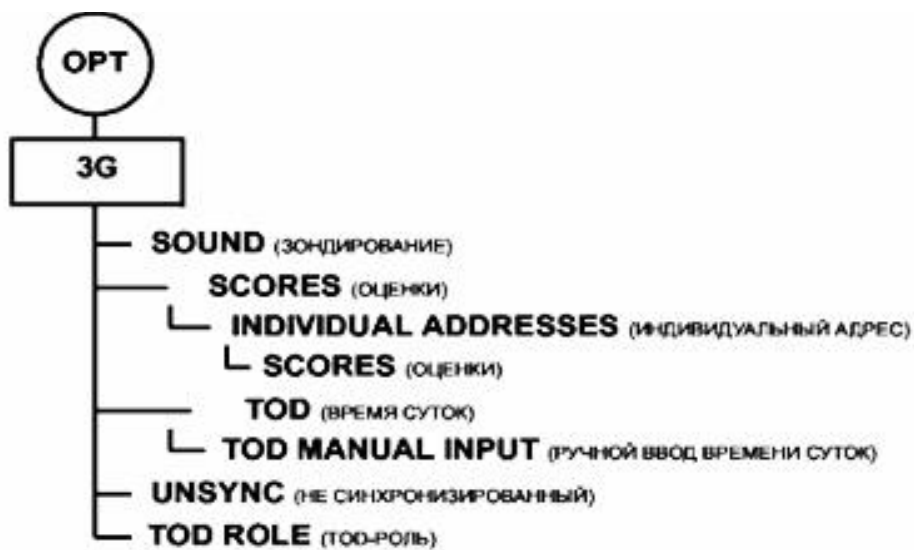 OPT
3G
SOUND (ЗОНДИРОВАНИЕ)
SCORES (ОЦЕНКИ)
INDIVIDUAL ADDRESSES (ИНДИВИДУАЛЬНЫЙ АДРЕС)
SCORES (ОЦЕНКИ)
TOD (ВРЕМЯ СУТОК)
TOD MANUAL INPUT (РУЧНОЙ ВВОД ВРЕМЕНИ СУТОК)
UNSYNC (НЕ СИНХРОНИЗИРОВАННЫЙ)
TOD ROLE (TOD-РОЛЬ)